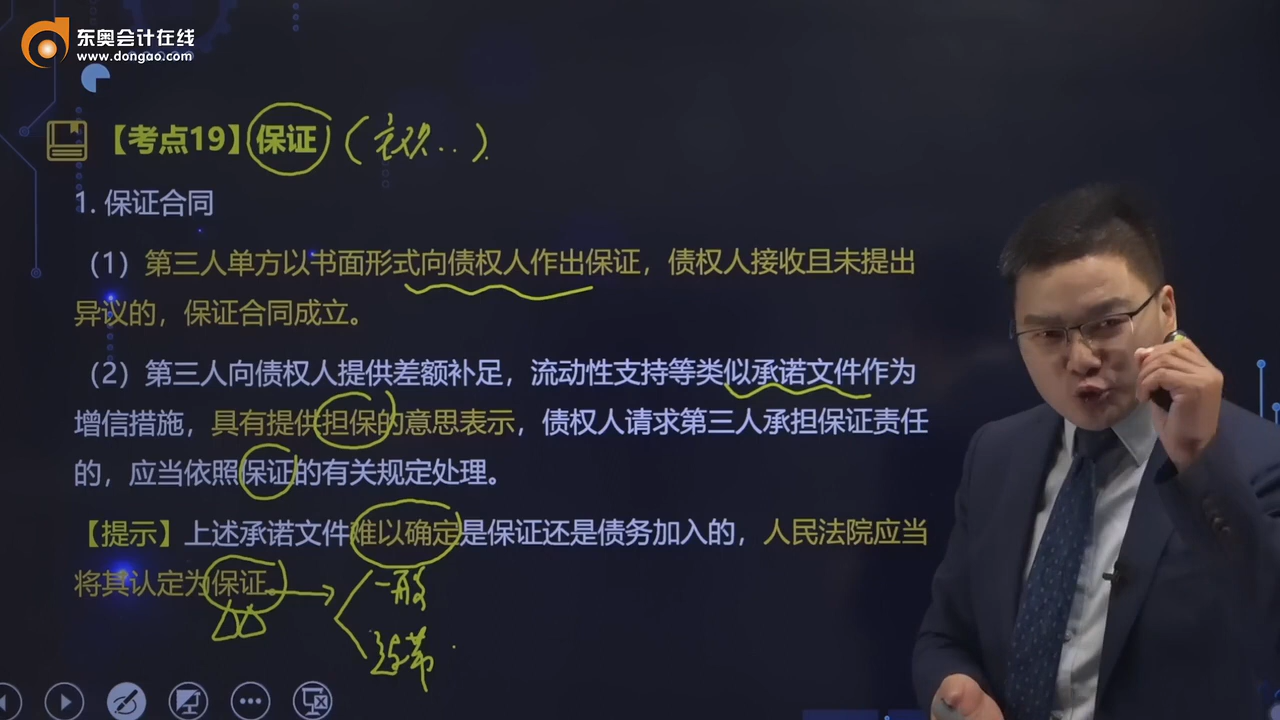 东奥会计在线
www.dongao.com
【考点19】保证
1. 保证合同
（1）第三人单方以书面形式向债权人作出保证，债权人接收且未提出
异议的，保证合同成立。
（2）第三人向债权人提供差额补足，流动性支持等类似承诺文件作为
增信措施，具有提供担保的意思表示，债权人请求第三人承担保证责任
的，应当依照保证的有关规定处理。
【提示】上述承诺文件难以确定是保证还是债务加入的，人民法院应当
将其认定为保证。
一般
连带